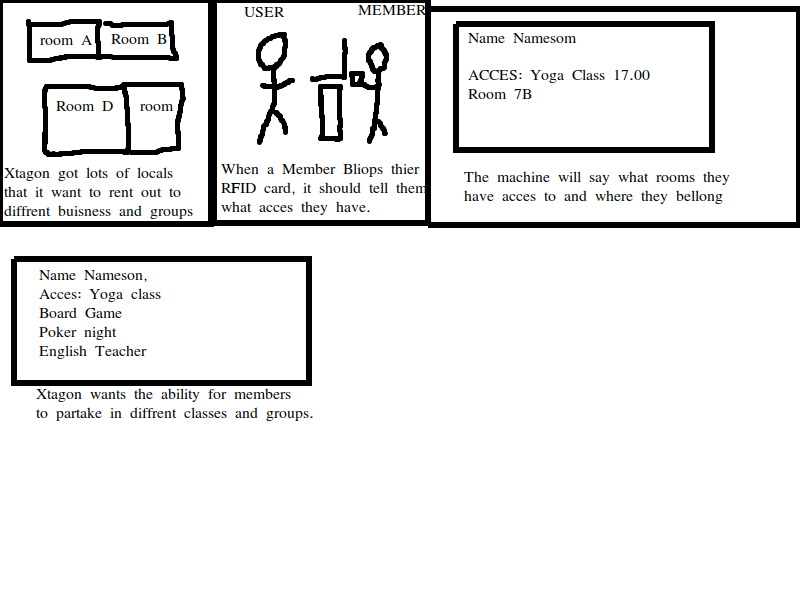 room A
Room B
Room D
room
Xtagon got lots of locals
that it want to rent out to
diffrent buisness and groups
USER
MEMBER
When a Member Bliops thier
RFID card, it should tell them
what acces they have.
Name Namesom
ACCES: Yoga Class 17.00
Room 7B
The machine will say what rooms they
have acces to and where they bellong
Name Nameson,
Acces: Yoga class
Board Game
Poker night
English Teacher
Xtagon wants the ability for members
to partake in diffrent classes and groups.